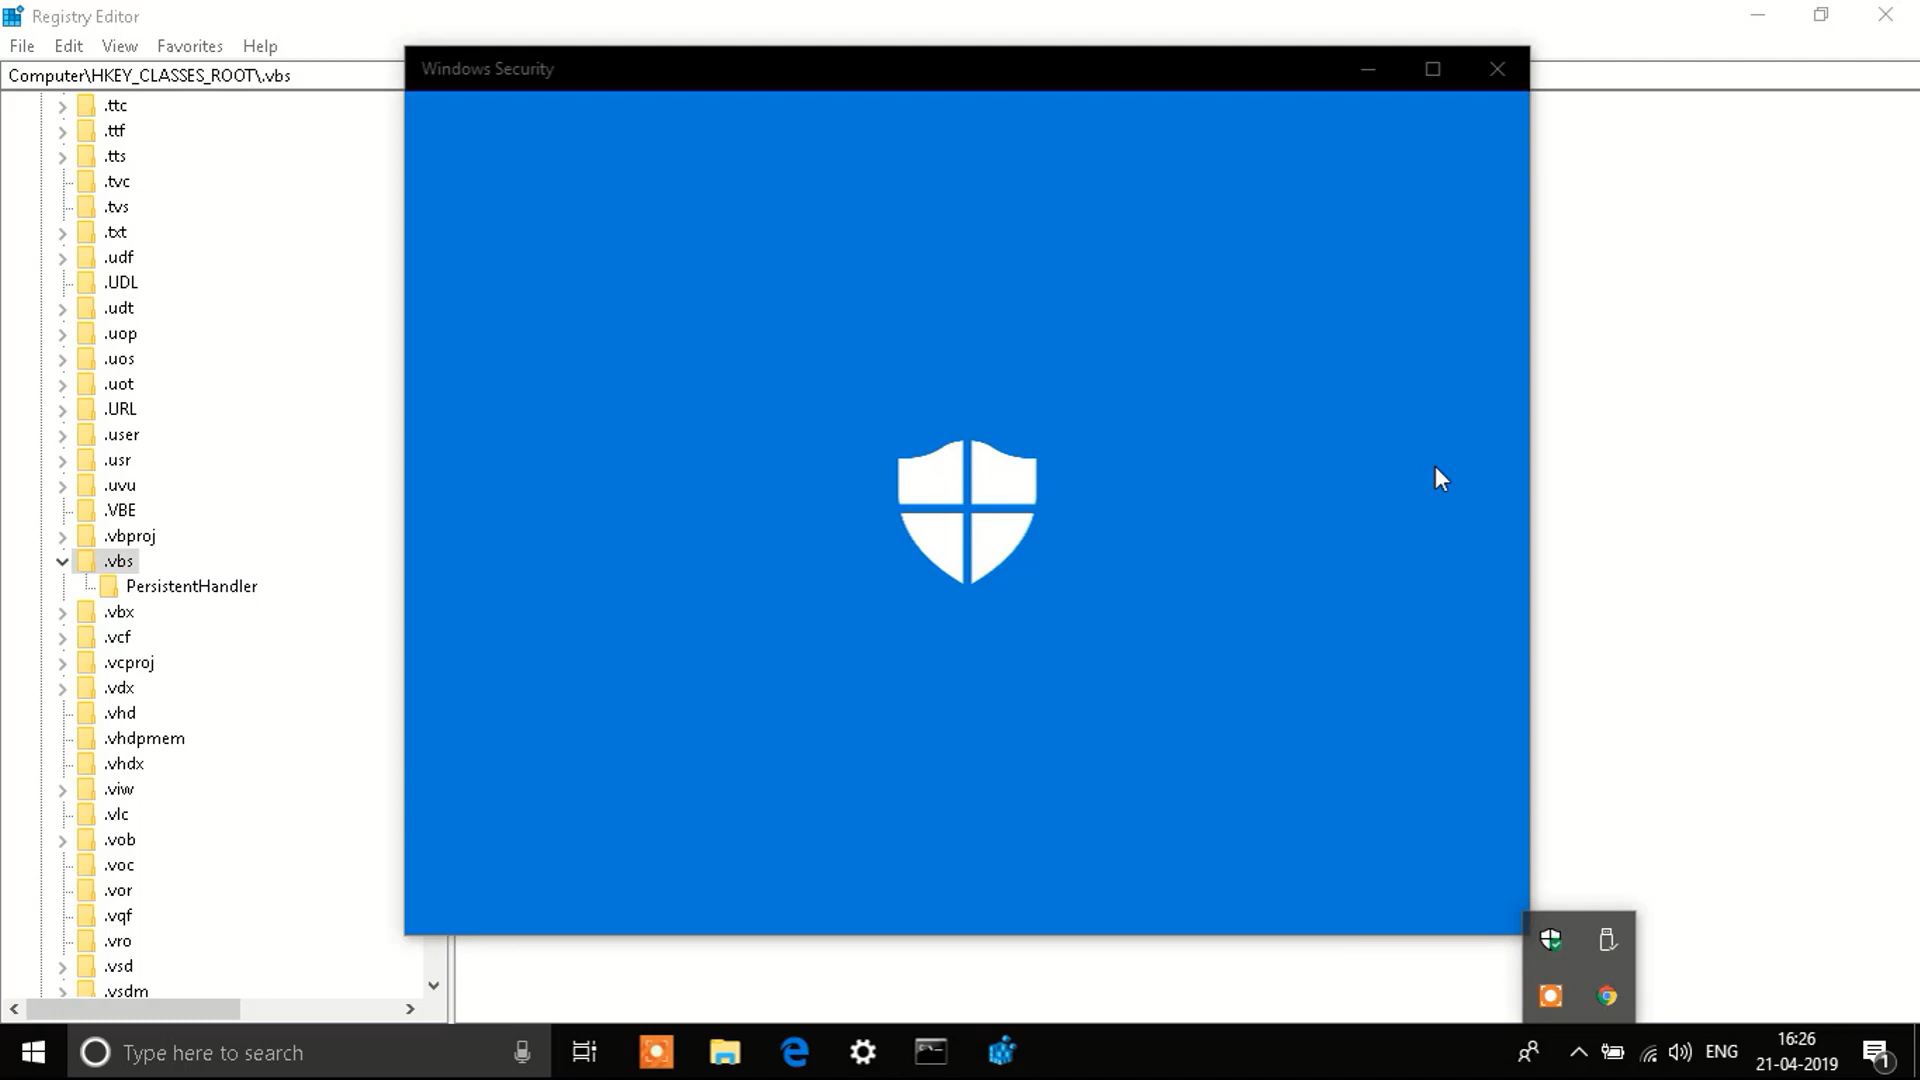 Registry Editor
File Edit View Favorites Help
Computer\HKEY_CLASSES_ROOT\.vbs
Windows Security
.ttc
.ttf
.tts
.tvc
.tvs
.txt
.udf
.UDL
.udt
.uop
.uos
.uot
.URL
.user
.usr
.uvu
.VBE
.vbproj
.vbs
PersistentHandler
.vbx
.vcf
.vcproj
.vdx
.vhd
.vhdpmem
.vhdx
.viw
.vlc
.vob
.voc
.vor
.vqf
.vro
.vsd
.vsdm
Type here to search
ENG
16:26
21-04-2019
1